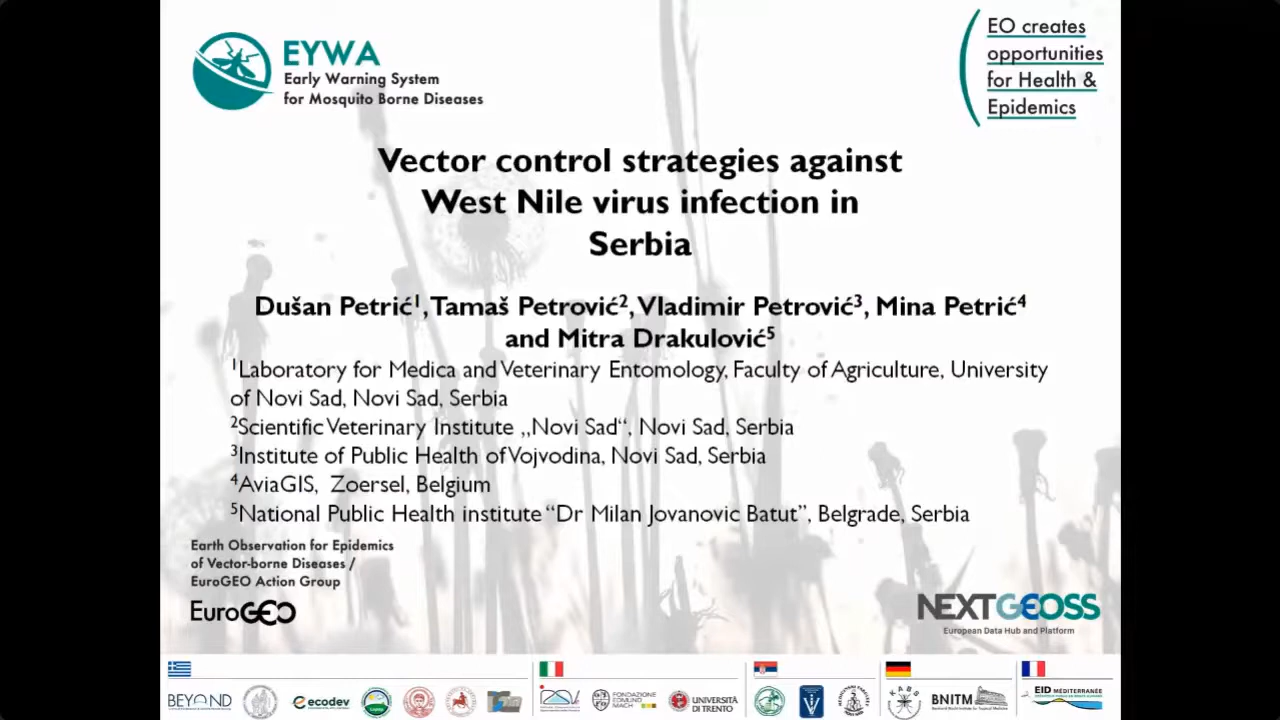 EYWA
Early Warning System
for Mosquito Borne Diseases
EO creates
opportunities
for Health &
Epidemics
Vector control strategies against
West Nile virus infection in
Serbia
Dušan Petrić¹, Tamaš Petrović², Vladimir Petrović³, Mina Petrić⁴
and Mitra Drakulović⁵
¹Laboratory for Medica and Veterinary Entomology, Faculty of Agriculture, University
of Novi Sad, Novi Sad, Serbia
²Scientific Veterinary Institute „Novi Sad“, Novi Sad, Serbia
³Institute of Public Health of Vojvodina, Novi Sad, Serbia
⁴AviaGIS, Zoersel, Belgium
⁵National Public Health institute “Dr Milan Jovanovic Batut”, Belgrade, Serbia
Earth Observation for Epidemics
of Vector-borne Diseases /
EuroGEO Action Group
EuroGEO
NEXTGEOSS
European Data Hub and Platform
BEYOND
ecodev
FONDAZIONE
EDMUND
MACH
UNIVERSITÀ
DI TRENTO
KABS
BNITM
EID MÉDITERRANÉE